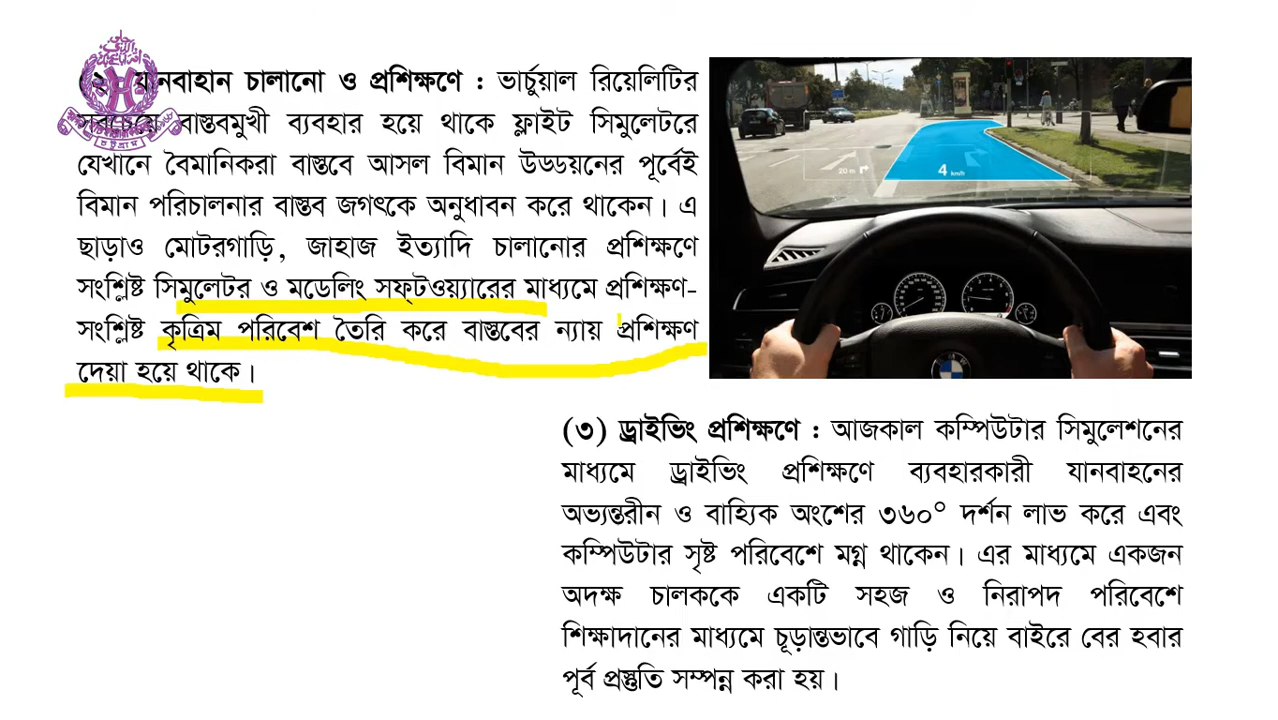 (২) যানবাহান চালানো ও প্রশিক্ষণে : ভার্চুয়াল রিয়েলিটির
বাস্তবমুখী ব্যবহার হয়ে থাকে ফ্লাইট সিমুলেটরে
যেখানে বৈমানিকরা বাস্তবে আসল বিমান উড্ডয়নের পূর্বেই
বিমান পরিচালনার বাস্তব জগৎকে অনুধাবন করে থাকেন। এ
ছাড়াও মোটরগাড়ি, জাহাজ ইত্যাদি চালানোর প্রশিক্ষণে
সংশ্লিষ্ট সিমুলেটর ও মডেলিং সফ্‌টওয়্যারের মাধ্যমে প্রশিক্ষণ-
সংশ্লিষ্ট কৃত্রিম পরিবেশ তৈরি করে বাস্তবের ন্যায় প্রশিক্ষণ
দেয়া হয়ে থাকে।
20 m
4 km/h
(৩) ড্রাইভিং প্রশিক্ষণে : আজকাল কম্পিউটার সিমুলেশনের
মাধ্যমে ড্রাইভিং প্রশিক্ষণে ব্যবহারকারী যানবাহনের
অভ্যন্তরীন ও বাহ্যিক অংশের ৩৬০° দর্শন লাভ করে এবং
কম্পিউটার সৃষ্ট পরিবেশে মগ্ন থাকেন। এর মাধ্যমে একজন
অদক্ষ চালককে একটি সহজ ও নিরাপদ পরিবেশে
শিক্ষাদানের মাধ্যমে চূড়ান্তভাবে গাড়ি নিয়ে বাইরে বের হবার
পূর্ব প্রস্তুতি সম্পন্ন করা হয়।